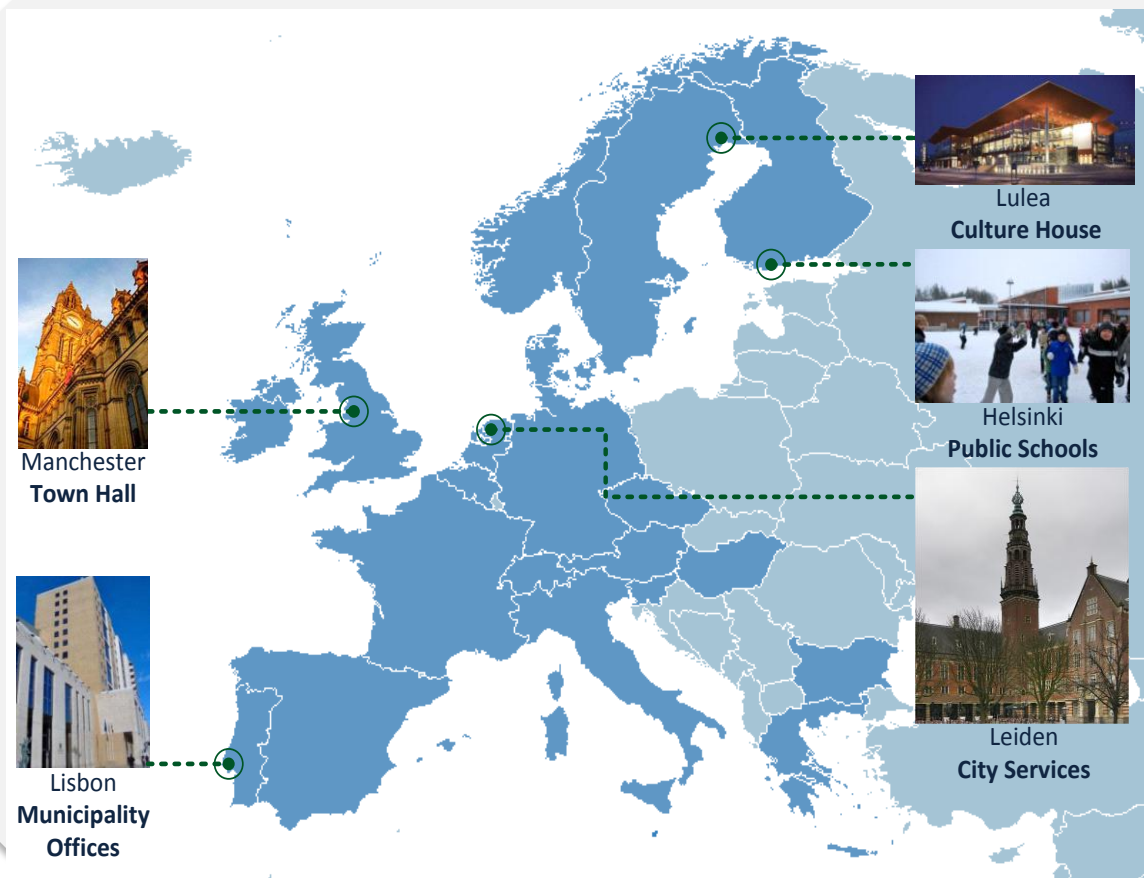 Lulea
Culture House
Helsinki
Public Schools
Manchester
Town Hall
Leiden
City Services
Lisbon
Municipality
Offices